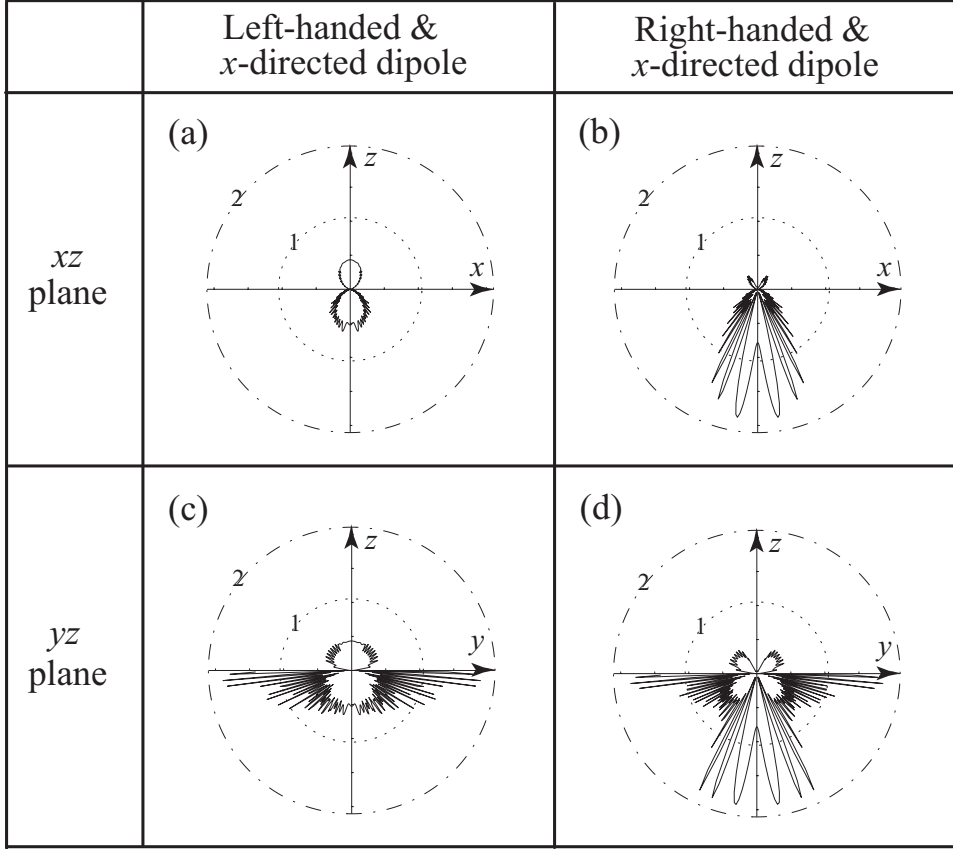 Left-handed &
x-directed dipole
Right-handed &
x-directed dipole
xz
plane
(a)
z
2
1
x
(b)
z
2
1
x
yz
plane
(c)
z
2
1
y
(d)
z
2
1
y